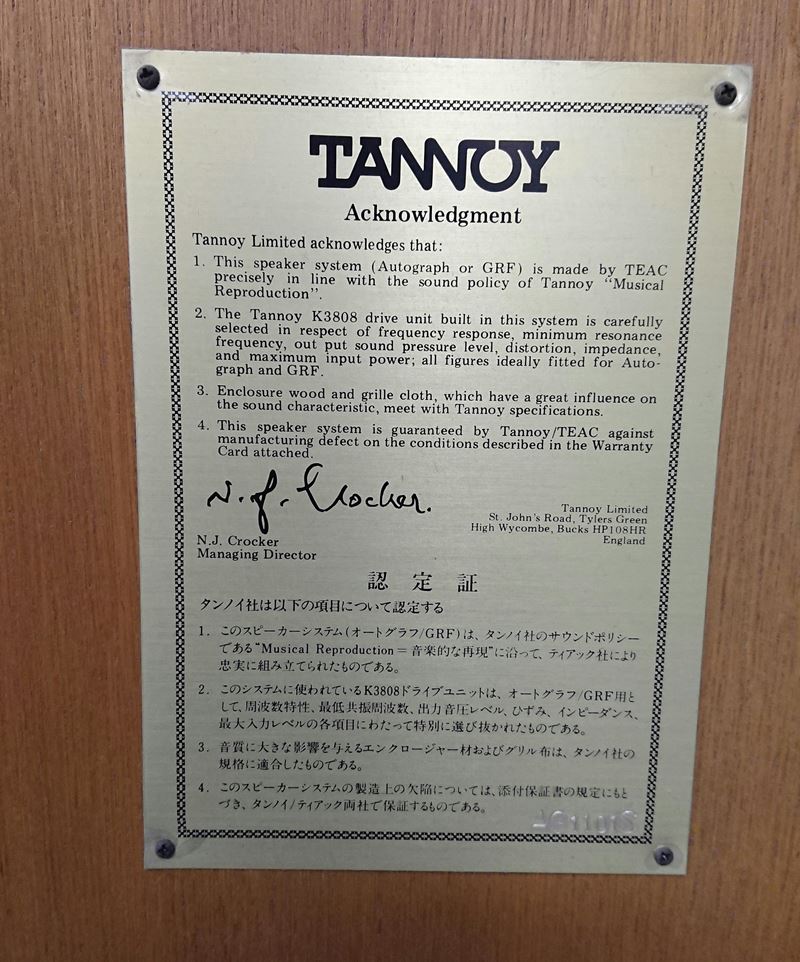 TANNOY
Acknowledgment
Tannoy Limited acknowledges that:
1. This speaker system (Autograph or GRF) is made by TEAC
precisely in line with the sound policy of Tannoy “Musical
Reproduction”.
2. The Tannoy K3808 drive unit built in this system is carefully
selected in respect of frequency response, minimum resonance
frequency, out put sound pressure level, distortion, impedance,
and maximum input power; all figures ideally fitted for Auto-
graph and GRF.
3. Enclosure wood and grille cloth, which have a great influence on
the sound characteristic, meet with Tannoy specifications.
4. This speaker system is guaranteed by Tannoy/TEAC against
manufacturing defect on the conditions described in the Warranty
Card attached.
N.J. Crocker.
N.J. Crocker
Managing Director
Tannoy Limited
St. John's Road, Tylers Green
High Wycombe, Bucks HP108HR
England
認定証
タンノイ社は以下の項目について認定する
1. このスピーカーシステム(オートグラフ/GRF)は、タンノイ社のサウンドポリシー
である“Musical Reproduction=音楽的な再現”に沿って、ティアック社により
忠実に組み立てられたものである。
2. このシステムに使われているK3808ドライブユニットは、オートグラフ/GRF用と
して、周波数特性、最低共振周波数、出力音圧レベル、ひずみ、インピーダンス、
最大入力レベルの各項目にわたって特別に選び抜かれたものである。
3. 音質に大きな影響を与えるエンクロージャー材およびグリル布は、タンノイ社の
規格に適合したものである。
4. このスピーカーシステムの製造上の欠陥については、添付保証書の規定にもと
づき、タンノイ/ティアック両社で保証するものである。